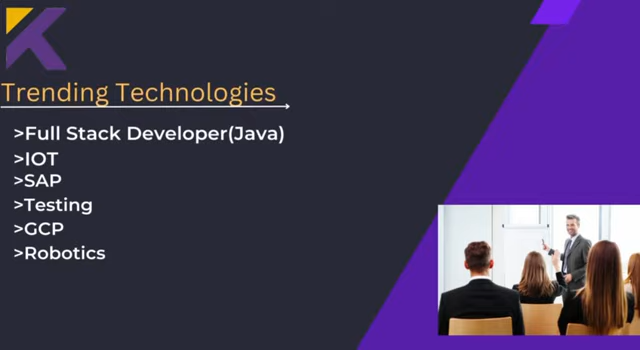 Trending Technologies
>Full Stack Developer(Java)
>IOT
>SAP
>Testing
>GCP
>Robotics